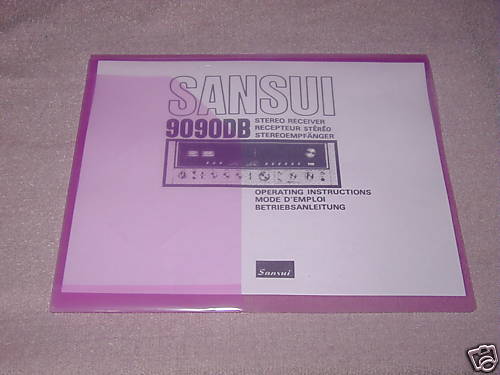 SANSUI
9090DB
STEREO RECEIVER
RECEPTEUR STÉRÉO
STEREOEMPFÄNGER
OPERATING INSTRUCTIONS
MODE D'EMPLOI
BETRIEBSANLEITUNG
Sansui